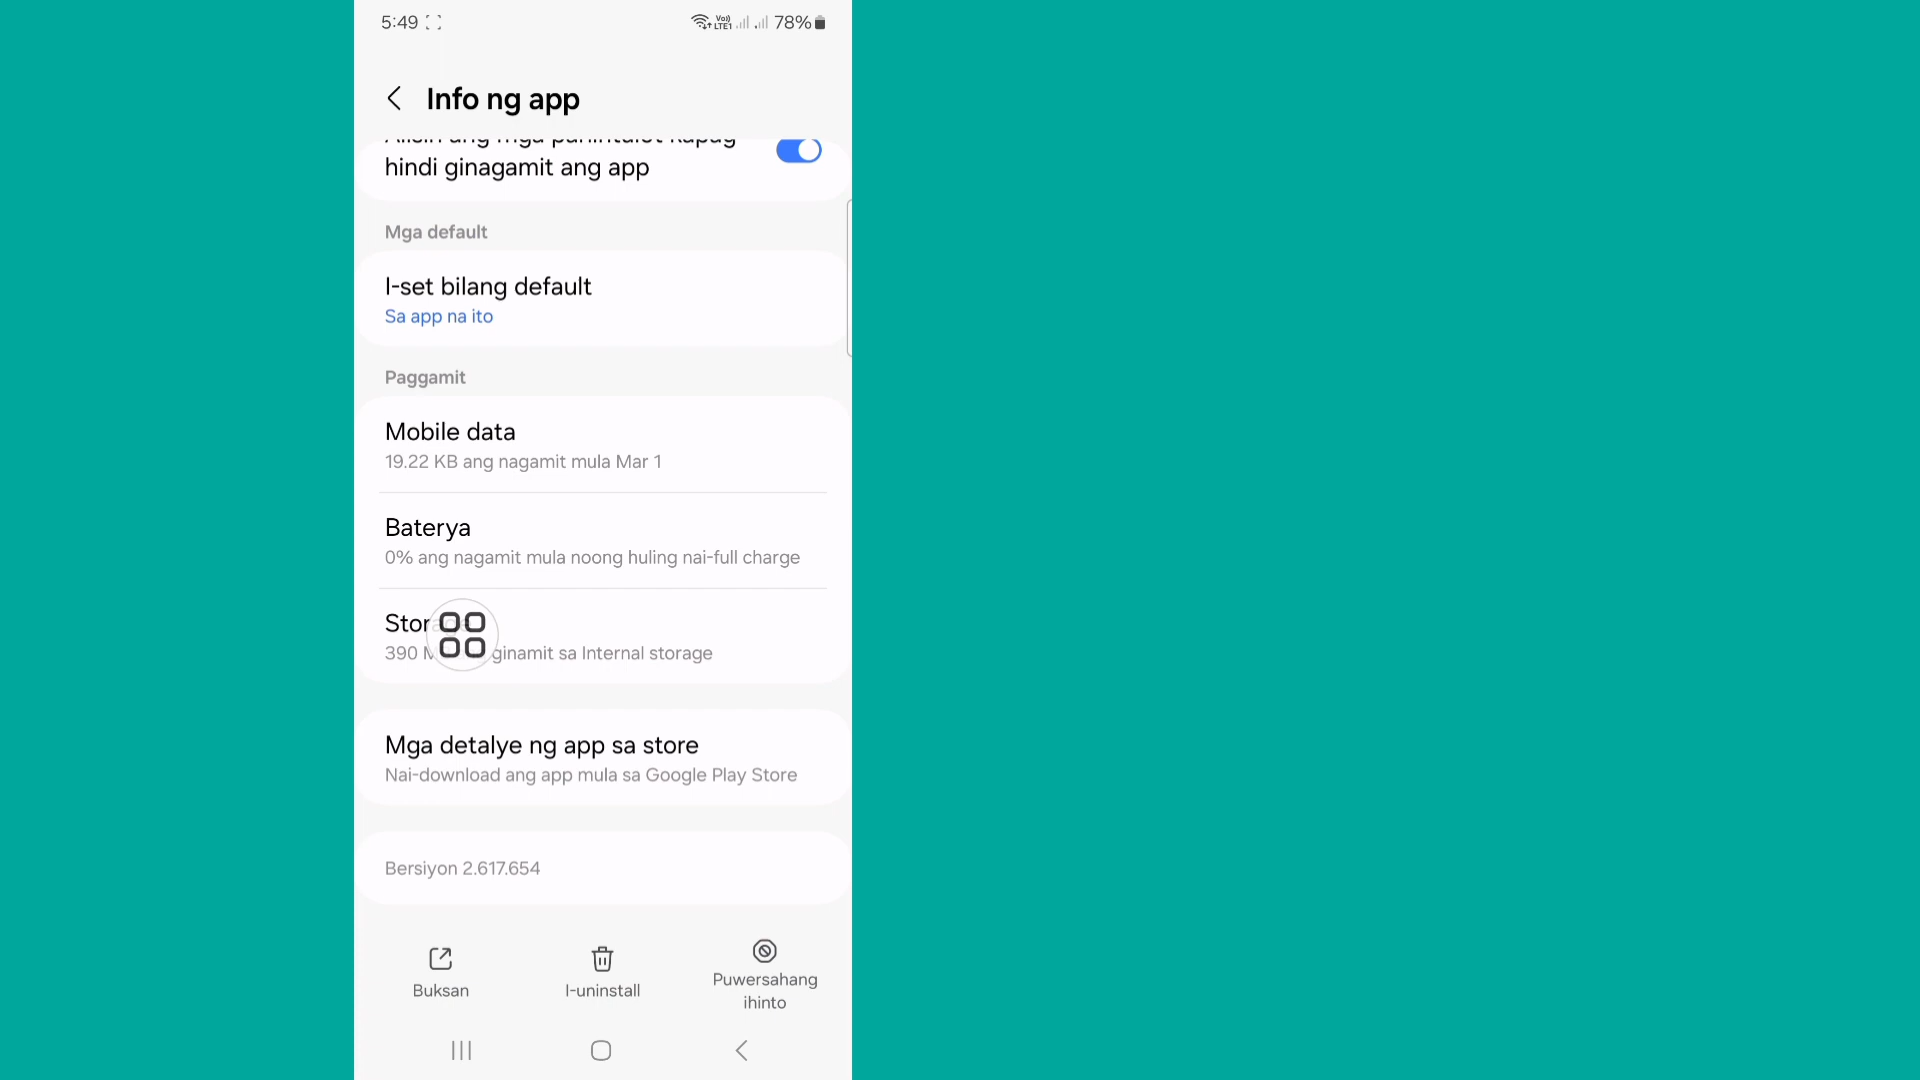 5:49
Vo))
LTE1
78%
Info ng app
hindi ginagamit ang app
Mga default
I-set bilang default
Sa app na ito
Paggamit
Mobile data
19.22 KB ang nagamit mula Mar 1
Baterya
0% ang nagamit mula noong huling nai-full charge
390 ginamit sa Internal storage
Mga detalye ng app sa store
Nai-download ang app mula sa Google Play Store
Bersiyon 2.617.654
Buksan
I-uninstall
Puwersahang
ihinto